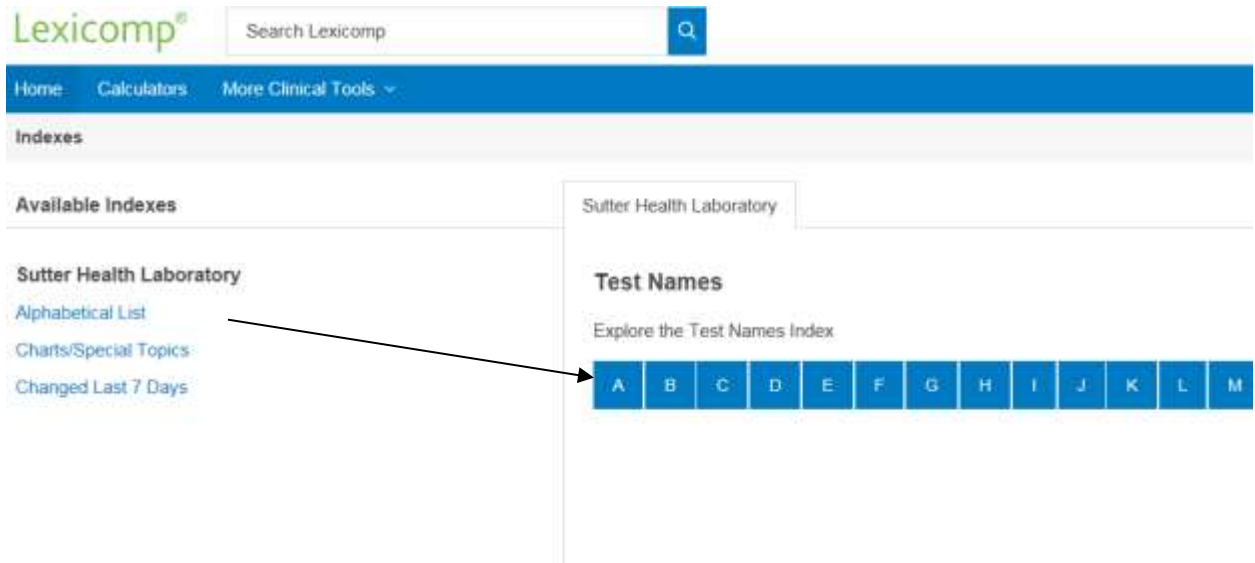 Lexicomp®
Search Lexicomp
Home Calculators More Clinical Tools
Indexes
Available Indexes
Sutter Health Laboratory
Alphabetical List
Charts/Special Topics
Changed Last 7 Days
Sutter Health Laboratory
Test Names
Explore the Test Names Index
A B C D E F G H I J K L M